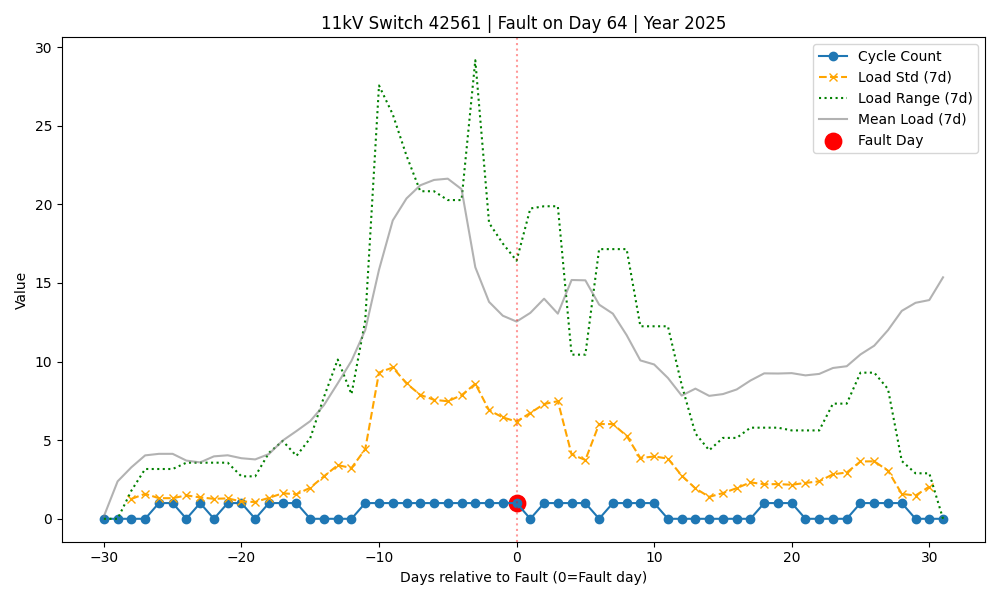 11kV Switch 42561 | Fault on Day 64 | Year 2025
Cycle Count
Load Std (7d)
Load Range (7d)
Mean Load (7d)
Fault Day
Value
30
25
20
15
10
5
0
−30
−20
−10
0
10
20
30
Days relative to Fault (0=Fault day)